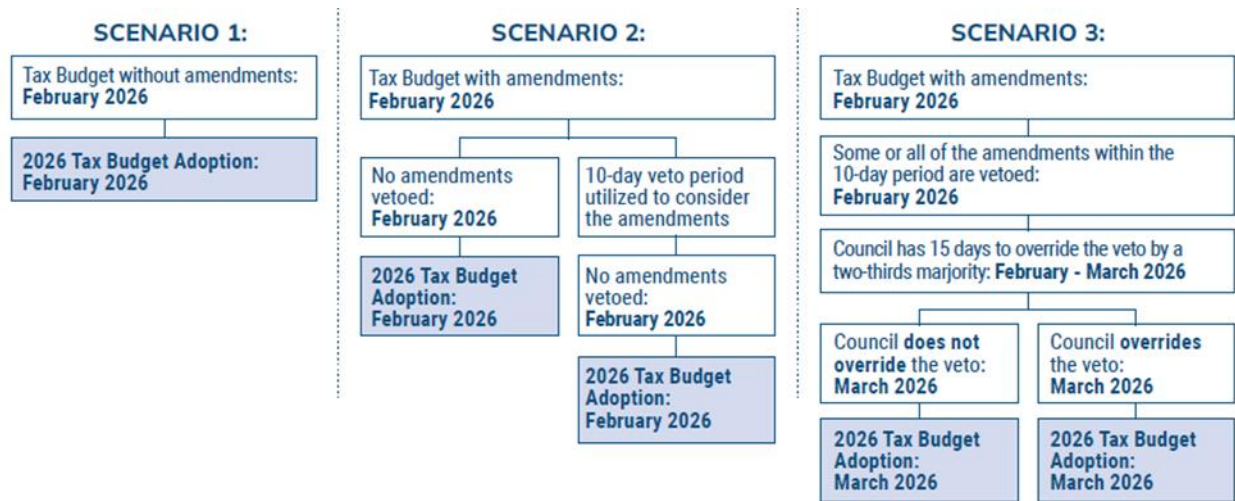 SCENARIO 1:
Tax Budget without amendments:
February 2026
2026 Tax Budget Adoption:
February 2026
SCENARIO 2:
Tax Budget with amendments:
February 2026
No amendments
vetoed:
February 2026
2026 Tax Budget
Adoption:
February 2026
10-day veto period
utilized to consider
the amendments
No amendments
vetoed:
February 2026
2026 Tax Budget
Adoption:
February 2026
SCENARIO 3:
Tax Budget with amendments:
February 2026
Some or all of the amendments within the
10-day period are vetoed:
February 2026
Council has 15 days to override the veto by a
two-thirds marjority: February - March 2026
Council does not
override the veto:
March 2026
2026 Tax Budget
Adoption:
March 2026
Council overrides
the veto:
March 2026
2026 Tax Budget
Adoption:
March 2026